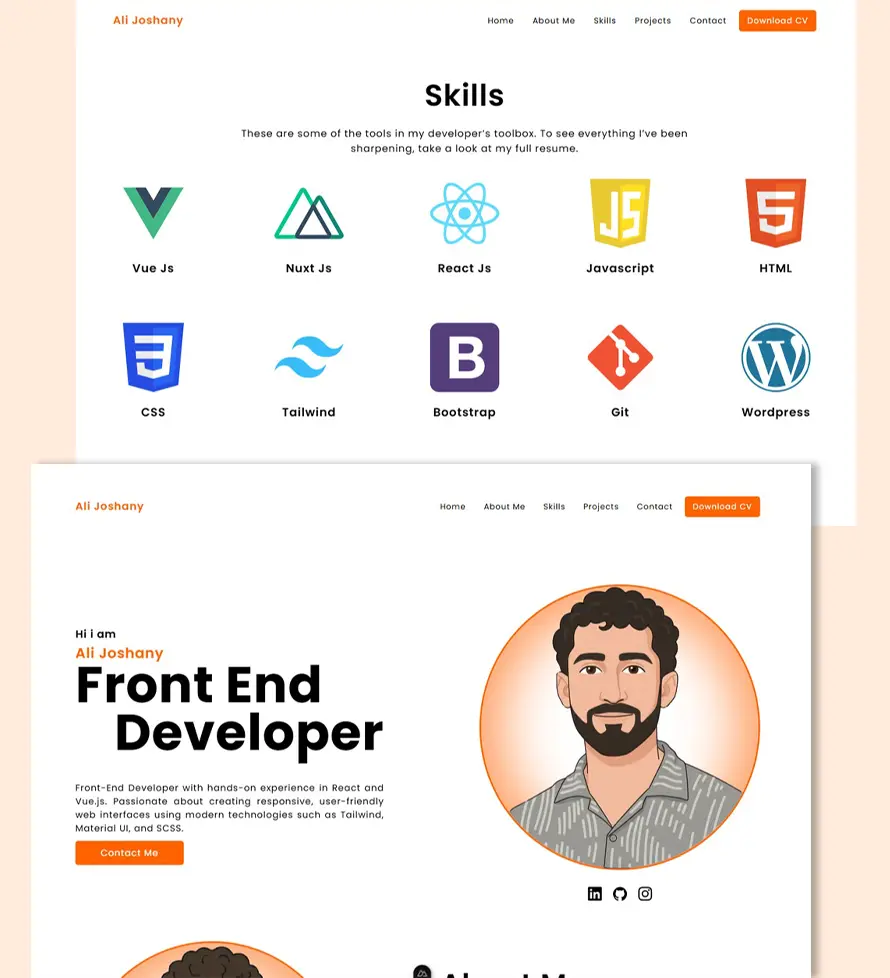 Ali Joshany
Home About Me Skills Projects Contact Download CV
Skills
These are some of the tools in my developer's toolbox. To see everything I've been
sharpening, take a look at my full resume.
JS 5
Vue Js Nuxt Js React Js Javascript HTML
3 B W
CSS Tailwind Bootstrap Git Wordpress
Ali Joshany
Home About Me Skills Projects Contact Download CV
Hi i am
Ali Joshany
Front End
Developer
Front-End Developer with hands-on experience in React and
Vue.js. Passionate about creating responsive, user-friendly
web interfaces using modern technologies such as Tailwind,
Material UI, and SCSS.
Contact Me
in